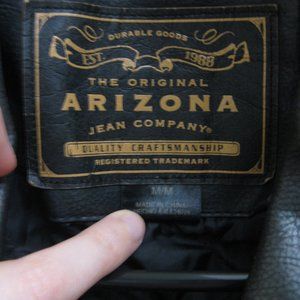 DURABLE GOODS
EST. 1988
THE ORIGINAL
ARIZONA
JEAN COMPANY®
QUALITY CRAFTSMANSHIP
REGISTERED TRADEMARK
M/M
MADE IN CHINA